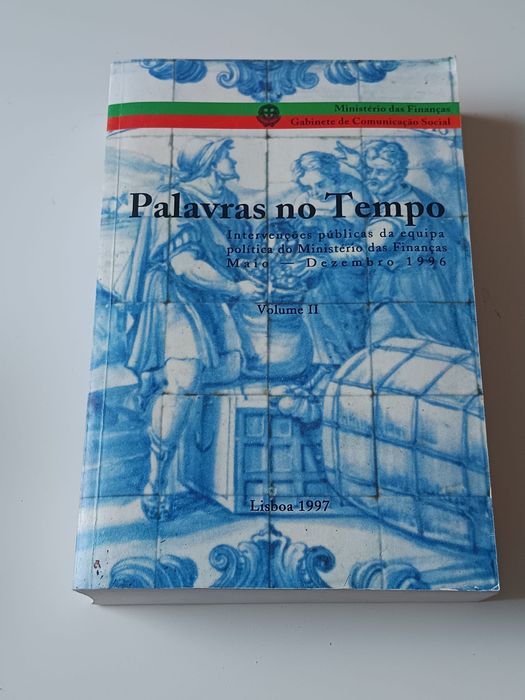 Ministério das Finanças
Gabinete de Comunicação Social
Palavras no Tempo
Intervenções públicas da equipa
política do Ministério das Finanças
Maio — Dezembro 1996
Volume II
Lisboa 1997